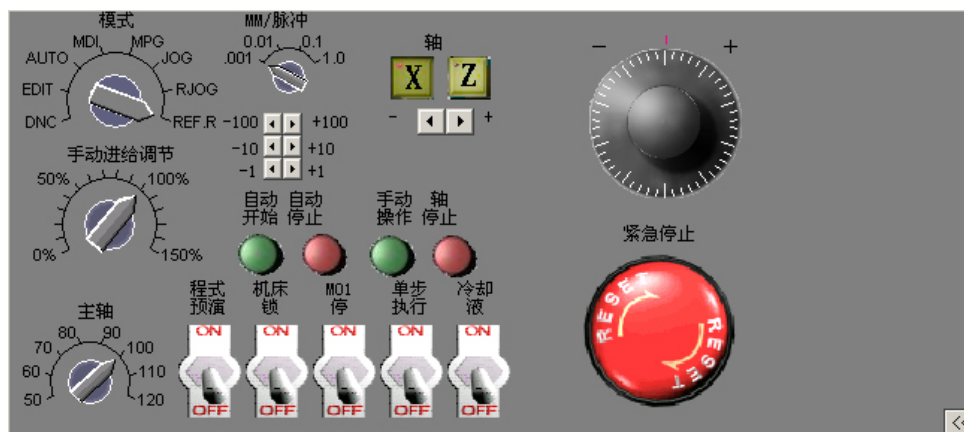 模式
MM/脉冲
轴
MDI MPG
AUTO JOG
EDIT RJOG
DNC REF.R
0.01 0.1
.001 1.0
X Z
- +
-100 +100
-10 +10
-1 +1
手动进给调节
50% 100%
0% 150%
自动 自动
开始 停止
手动 轴
操作 停止
- +
紧急停止
RESET
RESET
程式
预演
机床
锁
M01
停
单步
执行
冷却
液
ON ON ON ON ON
OFF OFF OFF OFF OFF
主轴
80 90
70 100
60 110
50 120